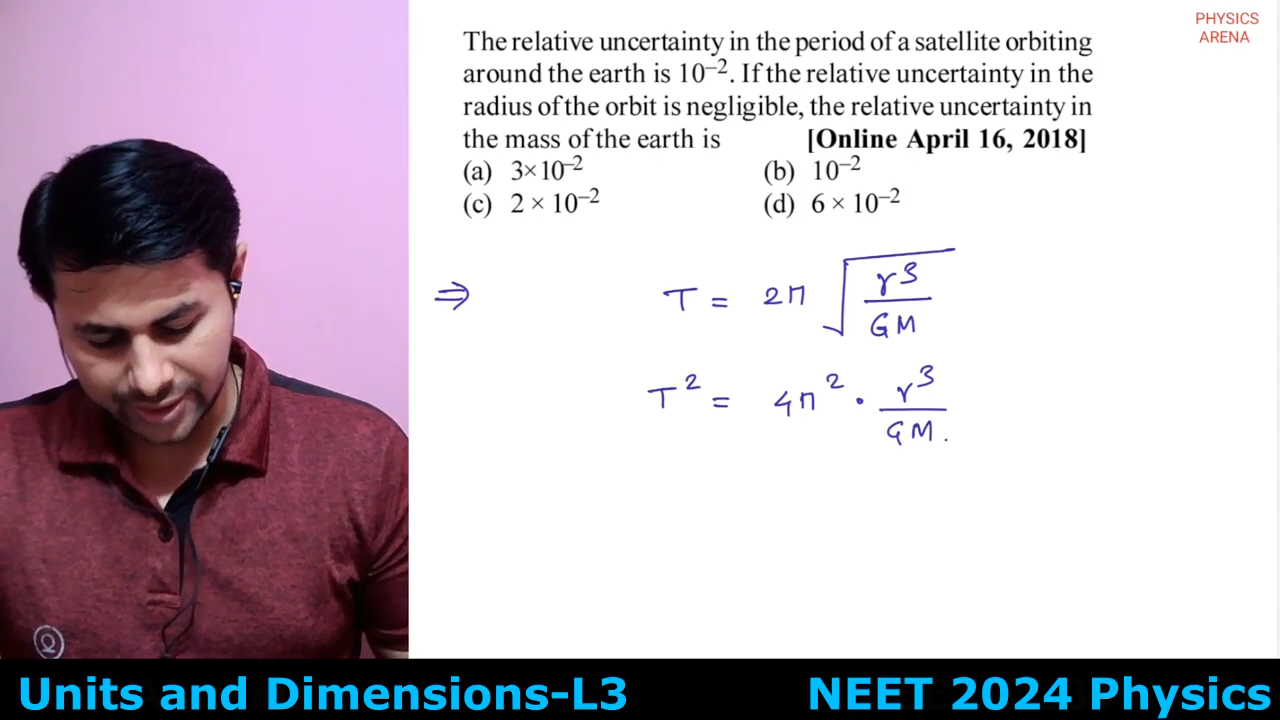 PHYSICS
ARENA
The relative uncertainty in the period of a satellite orbiting
around the earth is 10⁻². If the relative uncertainty in the
radius of the orbit is negligible, the relative uncertainty in
the mass of the earth is [Online April 16, 2018]
(a) 3×10⁻² (b) 10⁻²
(c) 2 × 10⁻² (d) 6 × 10⁻²
⇒ T = 2π √(r³/GM)
T² = 4π² · r³/GM.
Units and Dimensions-L3 NEET 2024 Physics